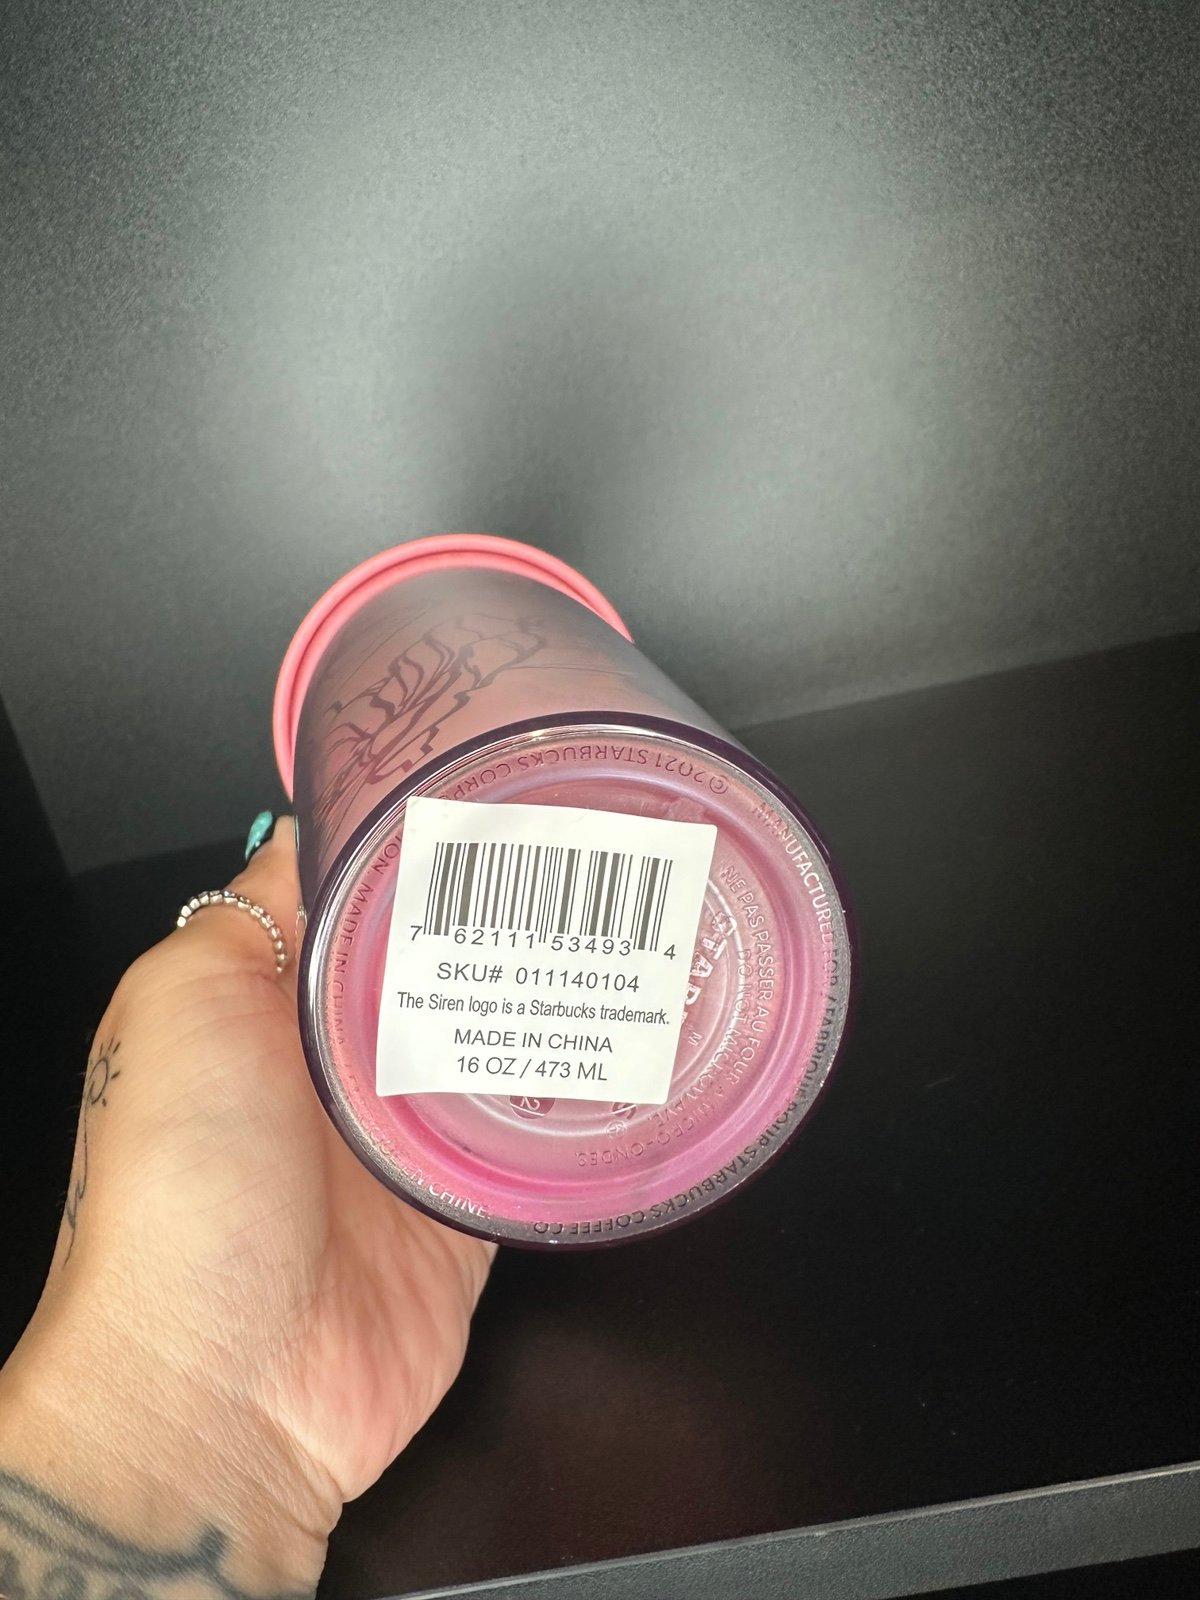 7 62111 53493 4
SKU# 011140104
The Siren logo is a Starbucks trademark.
MADE IN CHINA
16 OZ / 473 ML
©2021 STARBUCKS CORP
MADE IN CHINA
MANUFACTURED FOR / FABRIQUÉ POUR STARBUCKS COFFEE CO
EN CHINE.
NE PAS PASSER AU FOUR À MICRO-ONDES.
DO NOT MICROWAVE.